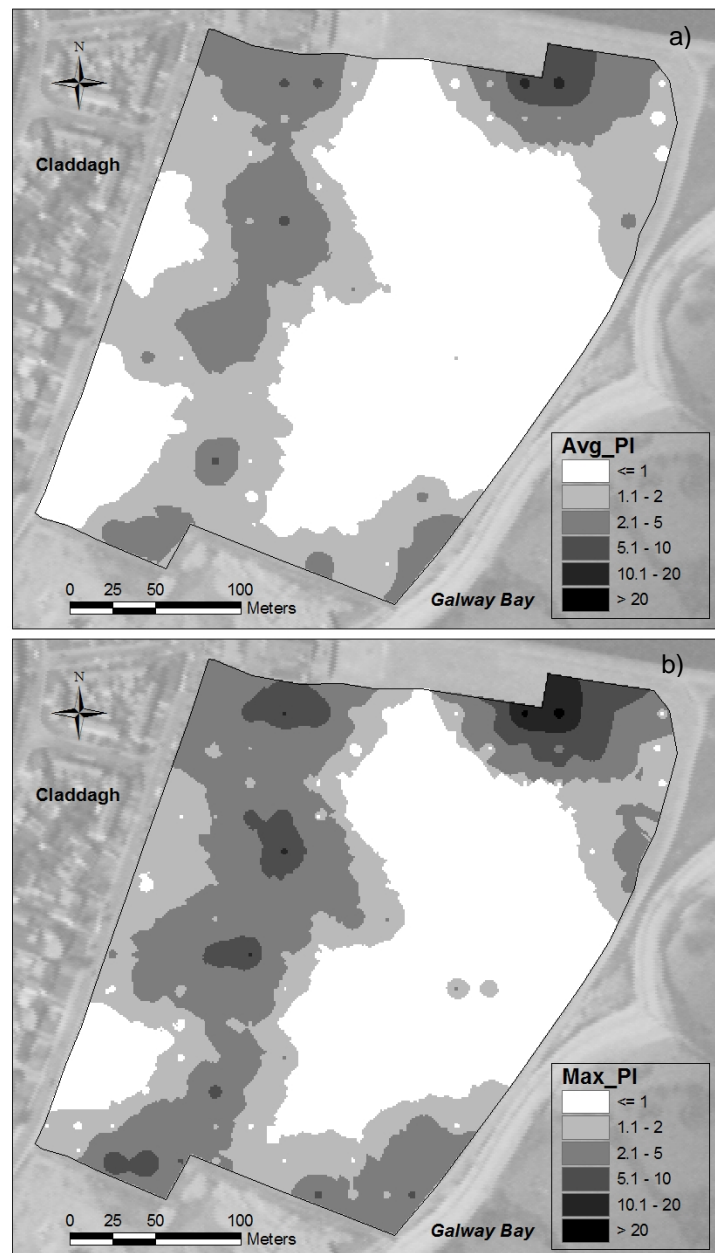 a)
N
Claddagh
Avg_PI
<= 1
1.1 - 2
2.1 - 5
5.1 - 10
10.1 - 20
> 20
0 25 50 100
Meters
Galway Bay
b)
N
Claddagh
Max_PI
<= 1
1.1 - 2
2.1 - 5
5.1 - 10
10.1 - 20
> 20
0 25 50 100
Meters
Galway Bay